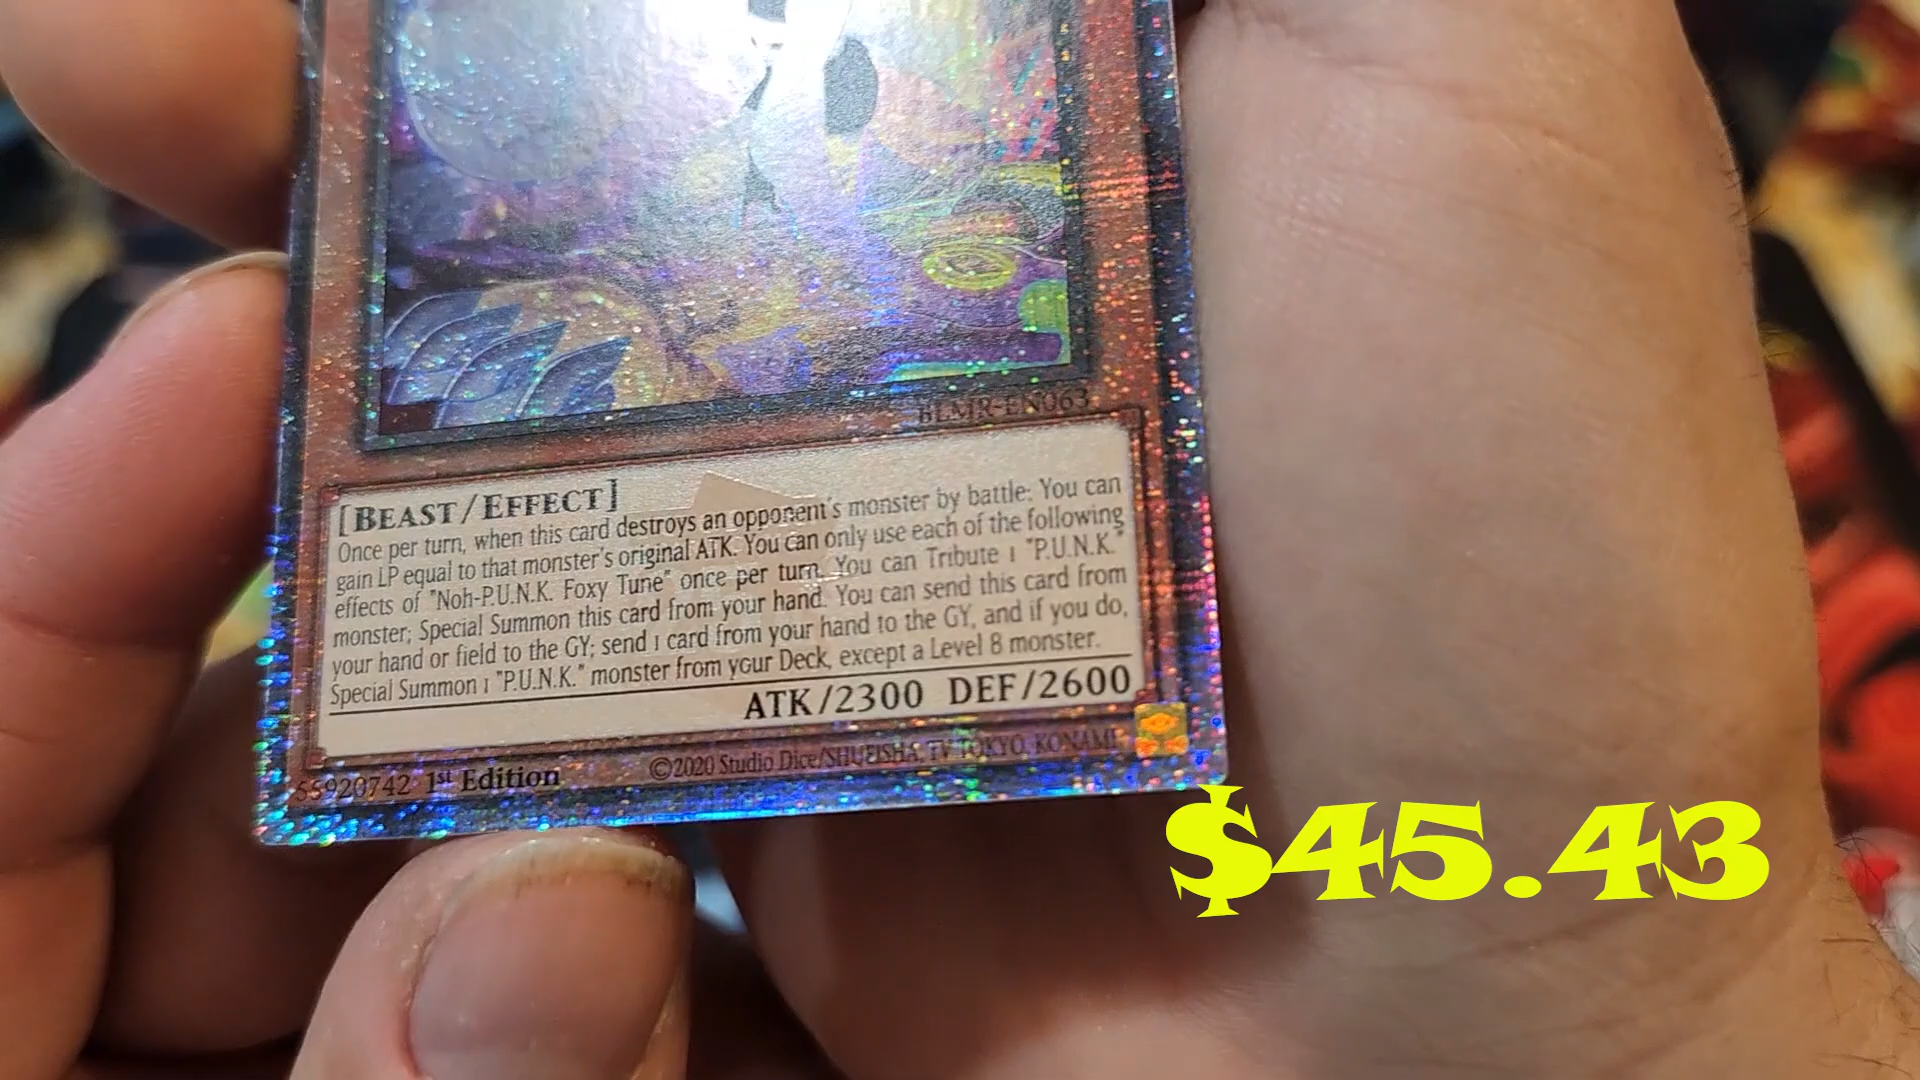 BLMR-EN063
[BEAST/EFFECT]
Once per turn, when this card destroys an opponent's monster by battle: You can
gain LP equal to that monster's original ATK. You can only use each of the following
effects of "Noh-P.U.N.K. Foxy Tune" once per turn. You can Tribute 1 "P.U.N.K."
monster; Special Summon this card from your hand. You can send this card from
your hand or field to the GY; send 1 card from your hand to the GY, and if you do,
Special Summon 1 "P.U.N.K." monster from your Deck, except a Level 8 monster.
ATK/2300 DEF/2600
55920742 1st Edition ©2020 Studio Dice/SHUEISHA, TV TOKYO, KONAMI
$45.43